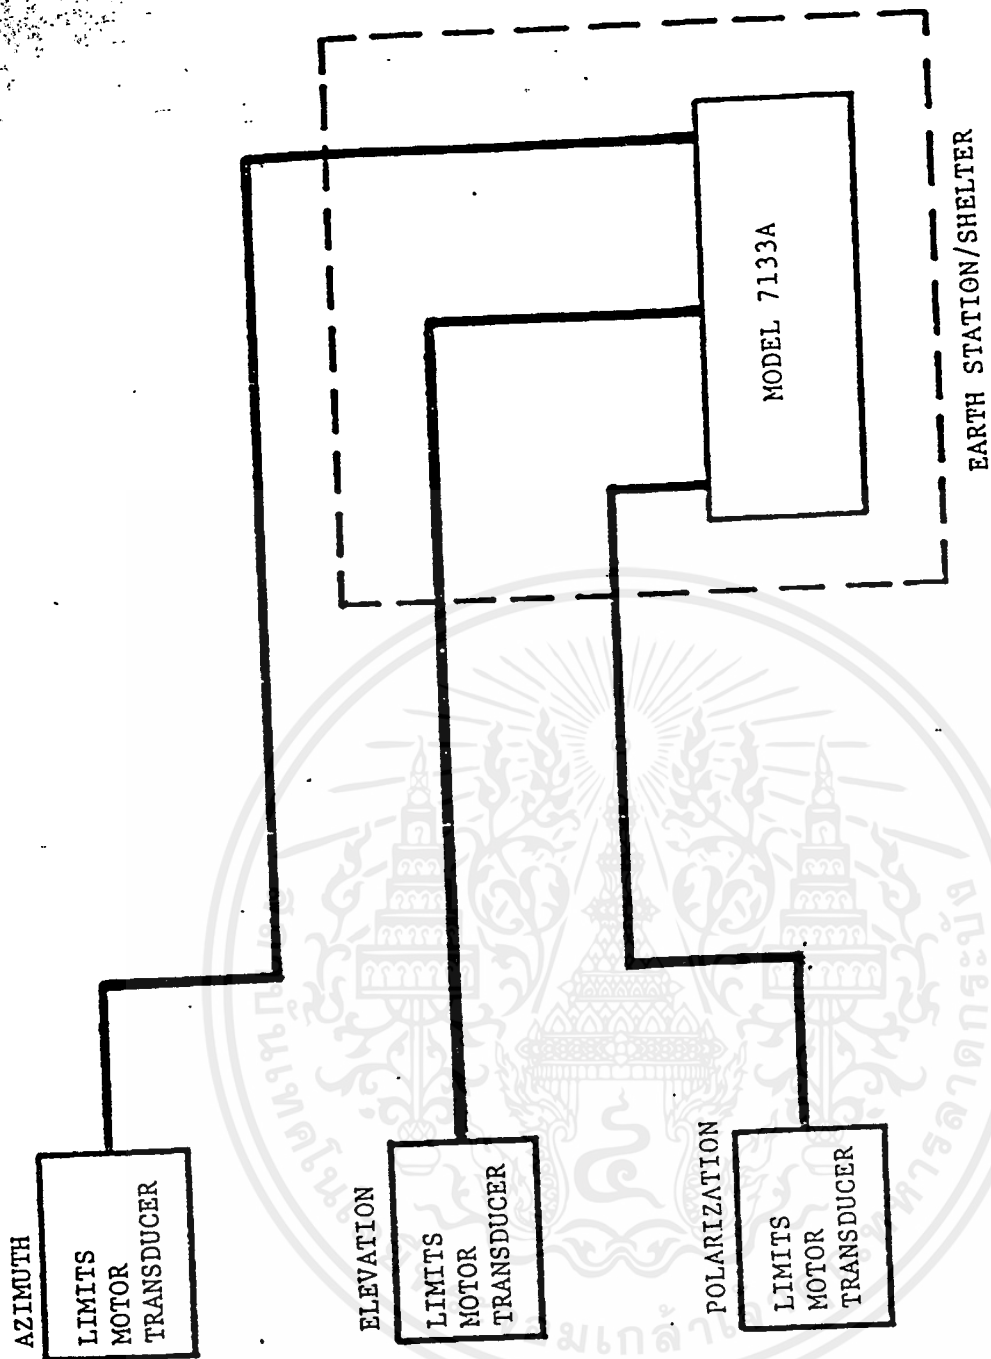 AZIMUTH
LIMITS
MOTOR
TRANSDUCER
ELEVATION
LIMITS
MOTOR
TRANSDUCER
POLARIZATION
LIMITS
MOTOR
TRANSDUCER
MODEL 7133A
EARTH STATION/SHELTER